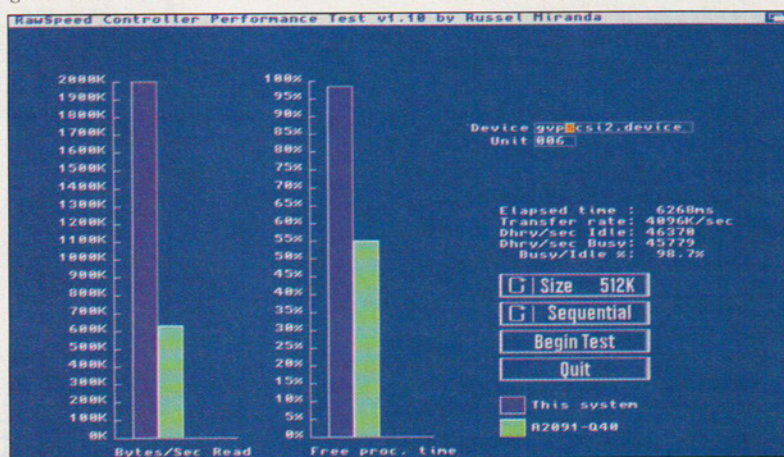 RawSpeed Controller Performance Test v1.10 by Russel Miranda
2000K
1900K
1800K
1700K
1600K
1500K
1400K
1300K
1200K
1100K
1000K
900K
800K
700K
600K
500K
400K
300K
200K
100K
0K
Bytes/Sec Read
100%
95%
90%
85%
80%
75%
70%
65%
60%
55%
50%
45%
40%
35%
30%
25%
20%
15%
10%
5%
0%
Free proc. time
Device gvpscsi2.device
Unit 006
Elapsed time : 6268ms
Transfer rate: 4096K/sec
Dhry/sec Idle: 46370
Dhry/sec Busy: 45779
Busy/Idle %: 98.7%
Size 512K
Sequential
Begin Test
Quit
This system
A2091-Q40